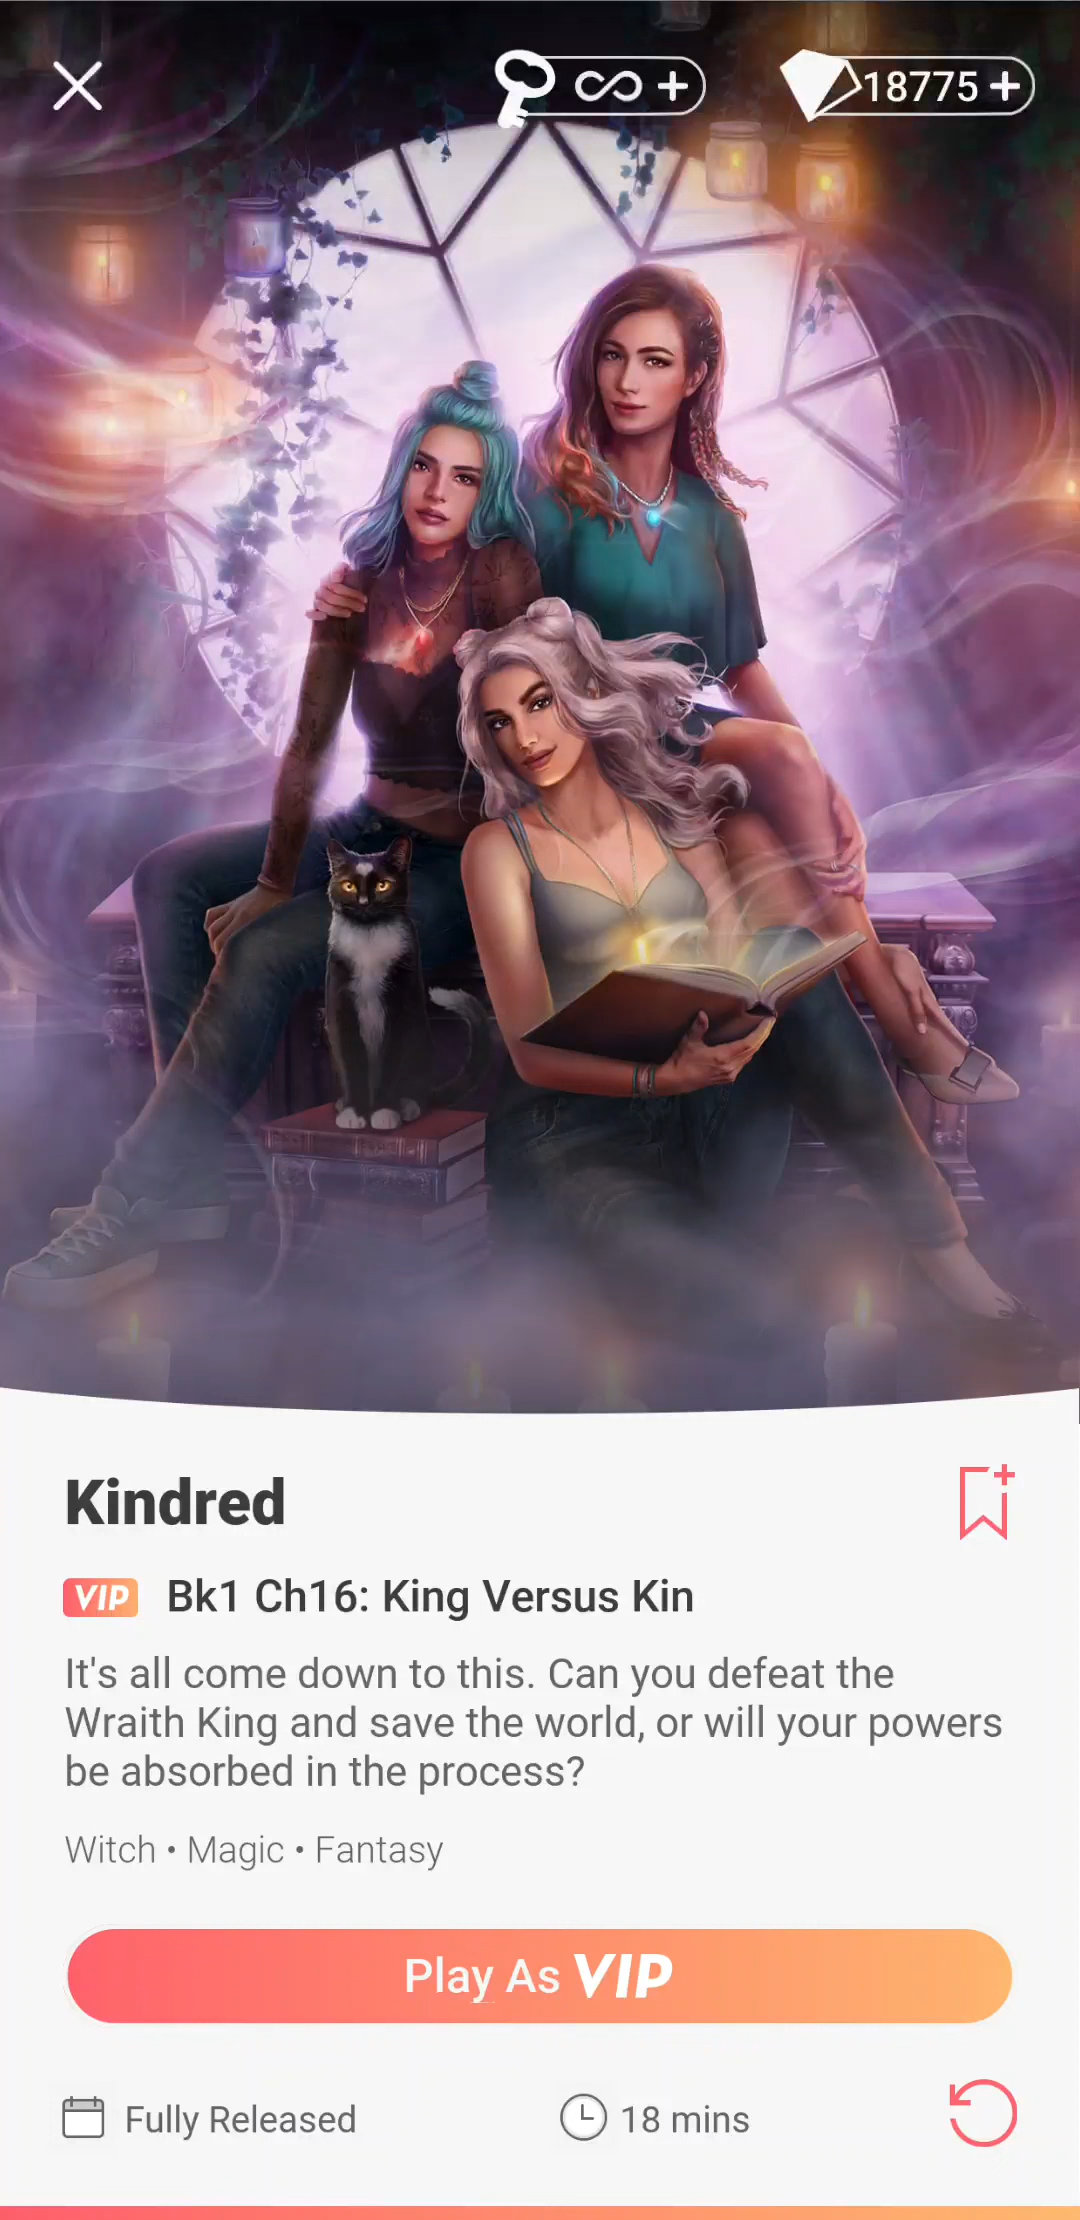 ∞ +
18775 +
Kindred
VIP Bk1 Ch16: King Versus Kin
It's all come down to this. Can you defeat the
Wraith King and save the world, or will your powers
be absorbed in the process?
Witch • Magic • Fantasy
Play As VIP
Fully Released
18 mins